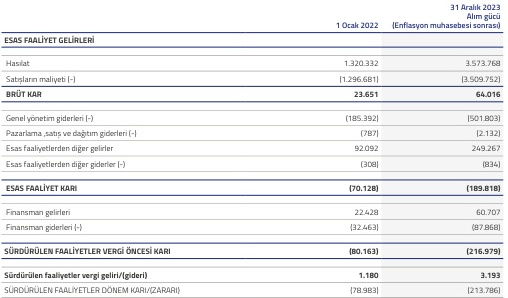 31 Aralık 2023
Alım gücü
1 Ocak 2022 (Enflasyon muhasebesi sonrası)
ESAS FAALİYET GELİRLERİ
Hasılat 1.320.332 3.573.768
Satışların maliyeti (-) (1.296.681) (3.509.752)
BRÜT KAR 23.651 64.016
Genel yönetim giderleri (-) (185.392) (501.803)
Pazarlama ,satış ve dağıtım giderleri (-) (787) (2.132)
Esas faaliyetlerden diğer gelirler 92.092 249.267
Esas faaliyetlerden diğer giderler (-) (308) (834)
ESAS FAALİYET KARI (70.128) (189.818)
Finansman gelirleri 22.428 60.707
Finansman giderleri (-) (32.463) (87.868)
SÜRDÜRÜLEN FAALİYETLER VERGİ ÖNCESİ KARI (80.163) (216.979)
Sürdürülen faaliyetler vergi geliri/(gideri) 1.180 3.193
SÜRDÜRÜLEN FAALİYETLER DÖNEM KARI/(ZARARI) (78.983) (213.786)